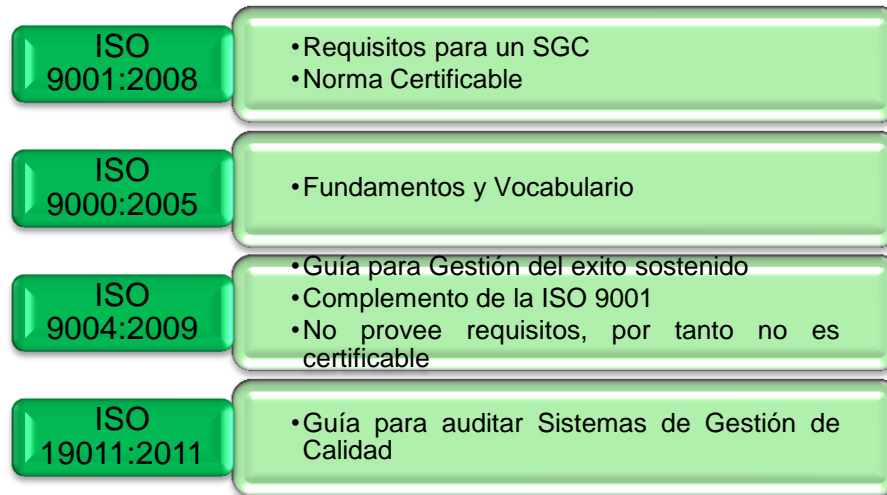 ISO
9001:2008
•Requisitos para un SGC
•Norma Certificable
ISO
9000:2005
•Fundamentos y Vocabulario
ISO
9004:2009
•Guía para Gestión del exito sostenido
•Complemento de la ISO 9001
•No provee requisitos, por tanto no es
certificable
ISO
19011:2011
•Guía para auditar Sistemas de Gestión de
Calidad